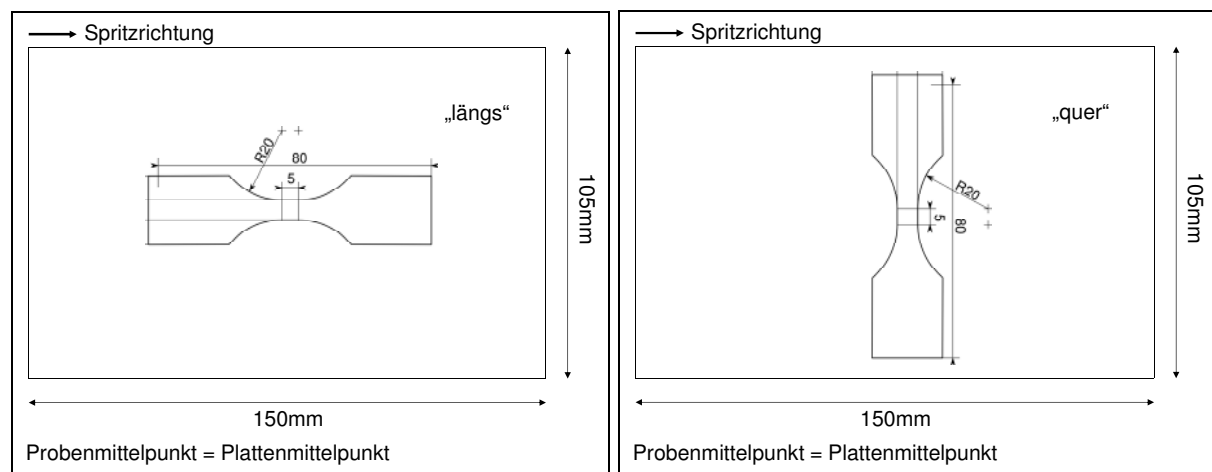 Spritzrichtung
„längs“
R20
80
5
105mm
150mm
Probenmittelpunkt = Plattenmittelpunkt
Spritzrichtung
„quer“
R20
5
80
105mm
150mm
Probenmittelpunkt = Plattenmittelpunkt